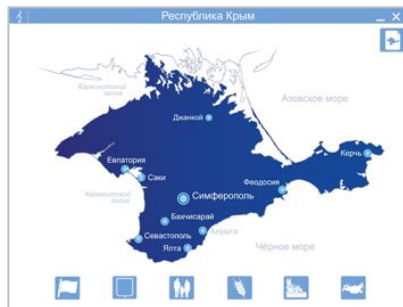 Республика Крым
Каркинитский
залив
Азовское море
Джанкой
Евпатория
Саки
Керчь
Феодосия
Каламитский
залив
Симферополь
Бахчисарай
Севастополь
Алушта
Ялта
Чёрное море